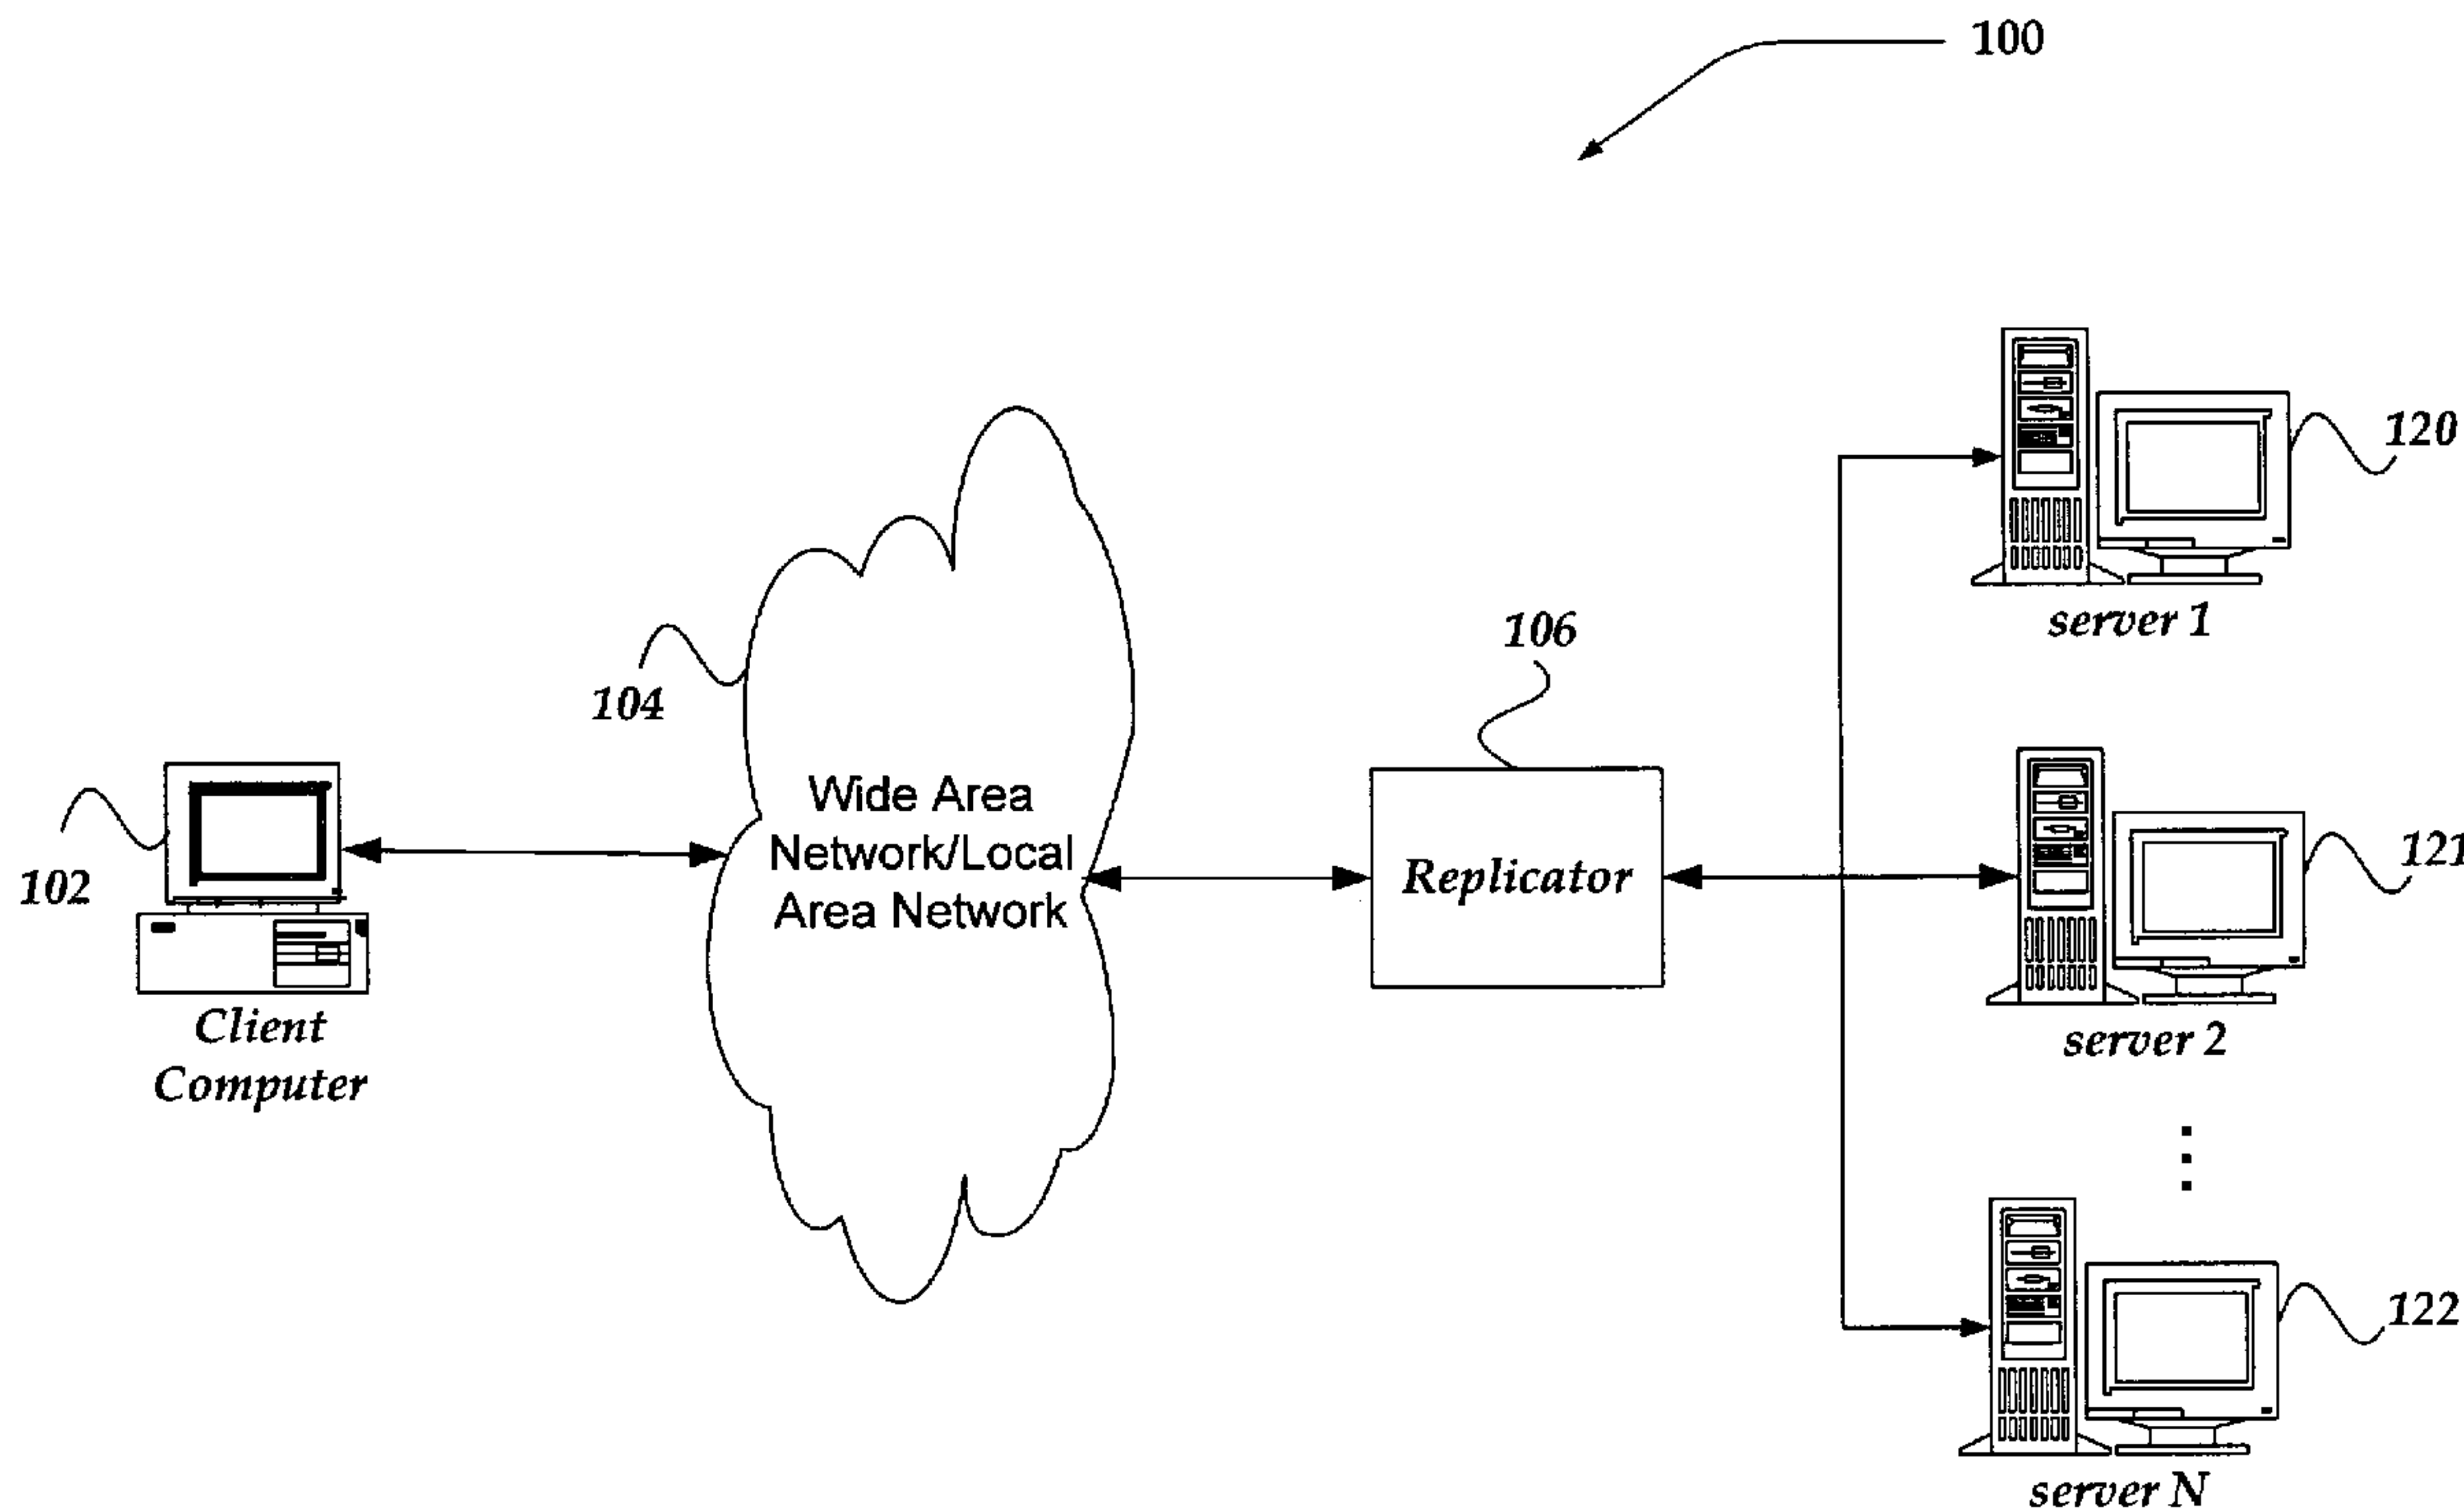 100
120
server 1
106
104
Wide Area
Network/Local
Area Network
Replicator
121
102
Client
Computer
server 2
122
server N